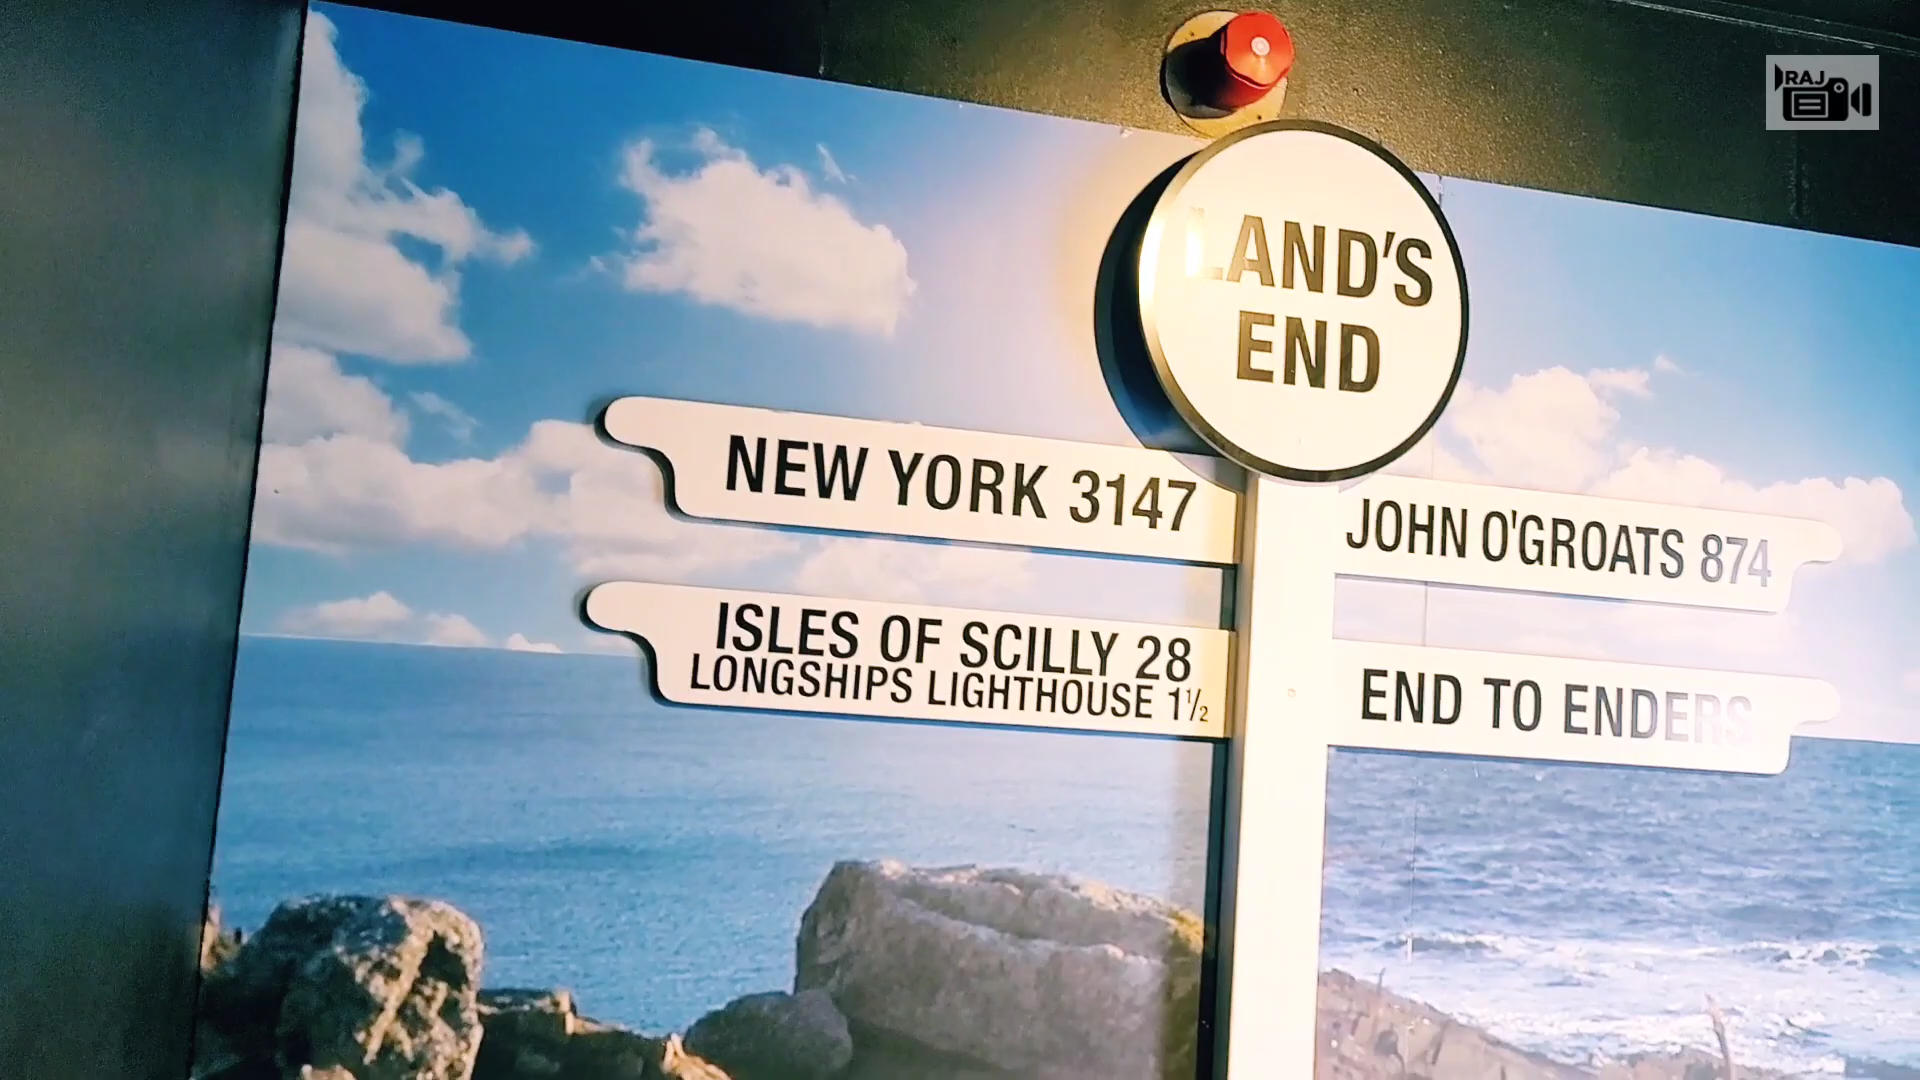 RAJ
LAND'S
END
NEW YORK 3147
JOHN O'GROATS 874
ISLES OF SCILLY 28
LONGSHIPS LIGHTHOUSE 1½
END TO ENDERS